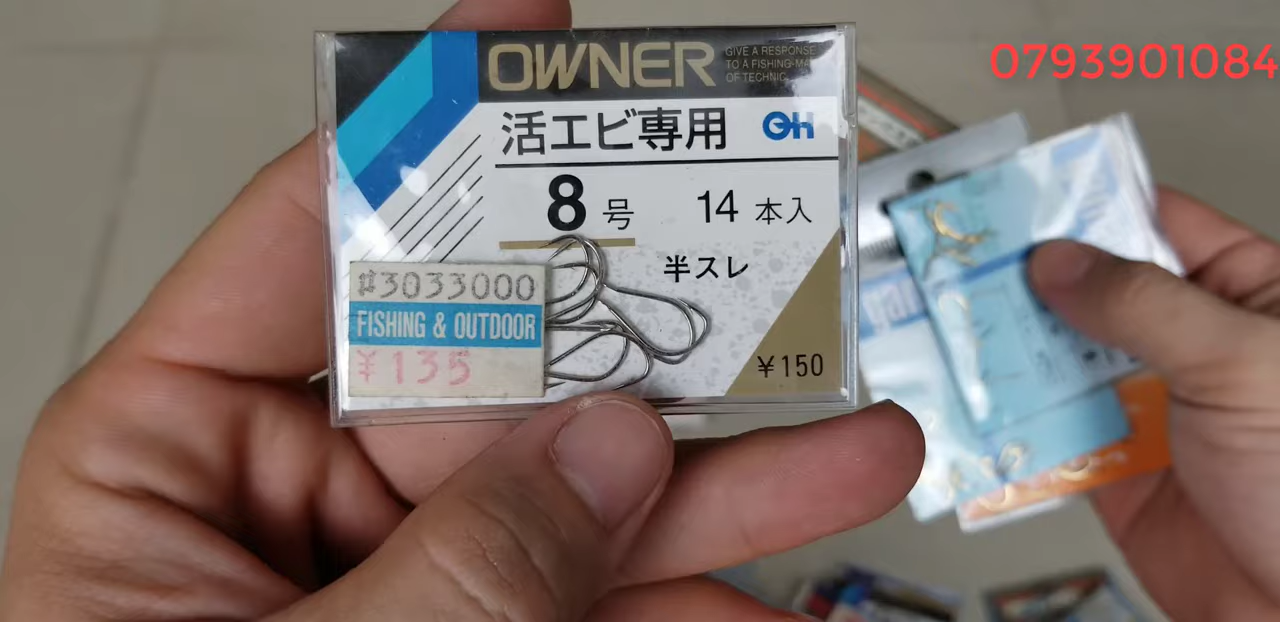 0793901084
OWNER
GIVE A RESPONSE
TO A FISHING-MA
OF TECHNIC
活エビ専用
8号 14本入
半スレ
#3033000
FISHING & OUTDOOR
¥135
¥150